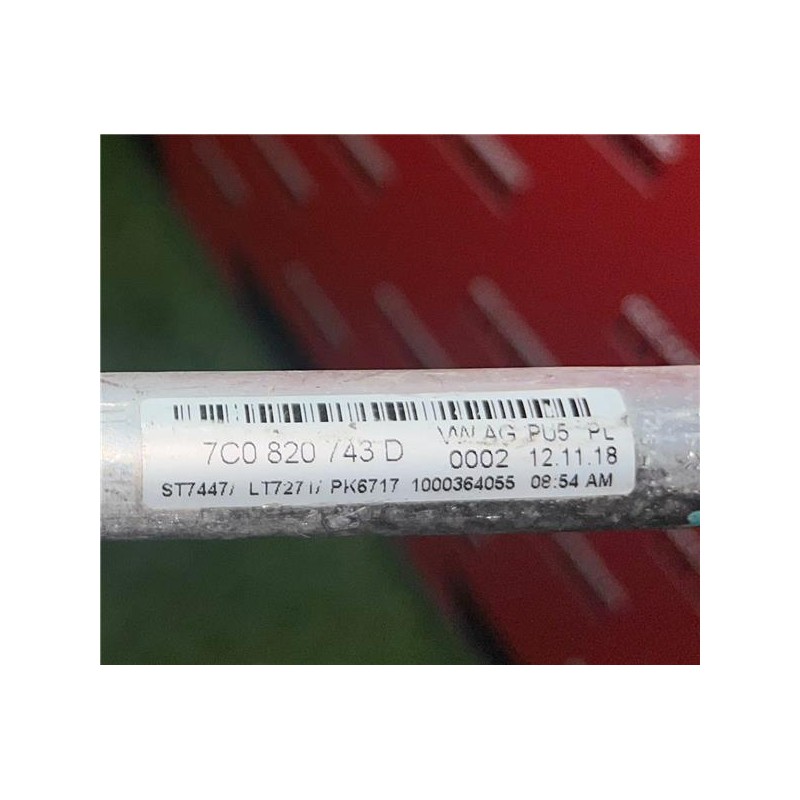 7C0 820 743 D
VW AG PU5 PL
0002 12.11.18
ST7447/ LT7271/ PK6717 1000364055 08:54 AM